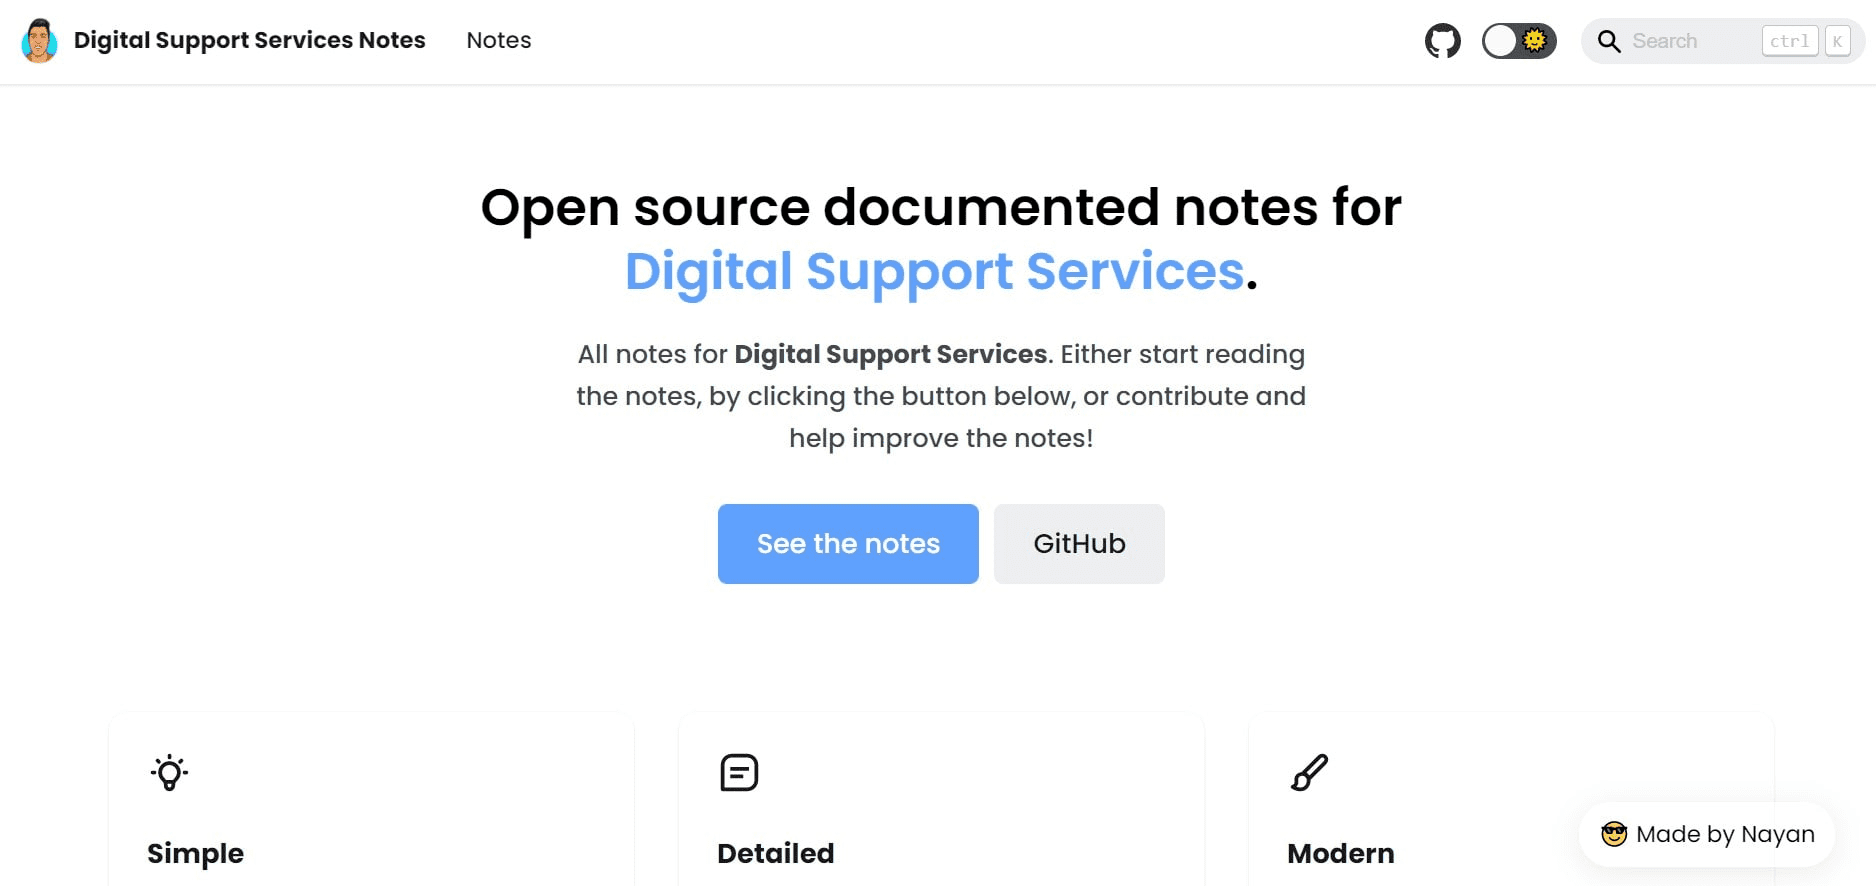 Digital Support Services Notes
Notes
Search
ctrl K
Open source documented notes for
Digital Support Services.
All notes for Digital Support Services. Either start reading
the notes, by clicking the button below, or contribute and
help improve the notes!
See the notes
GitHub
Simple
Detailed
Modern
😎 Made by Nayan